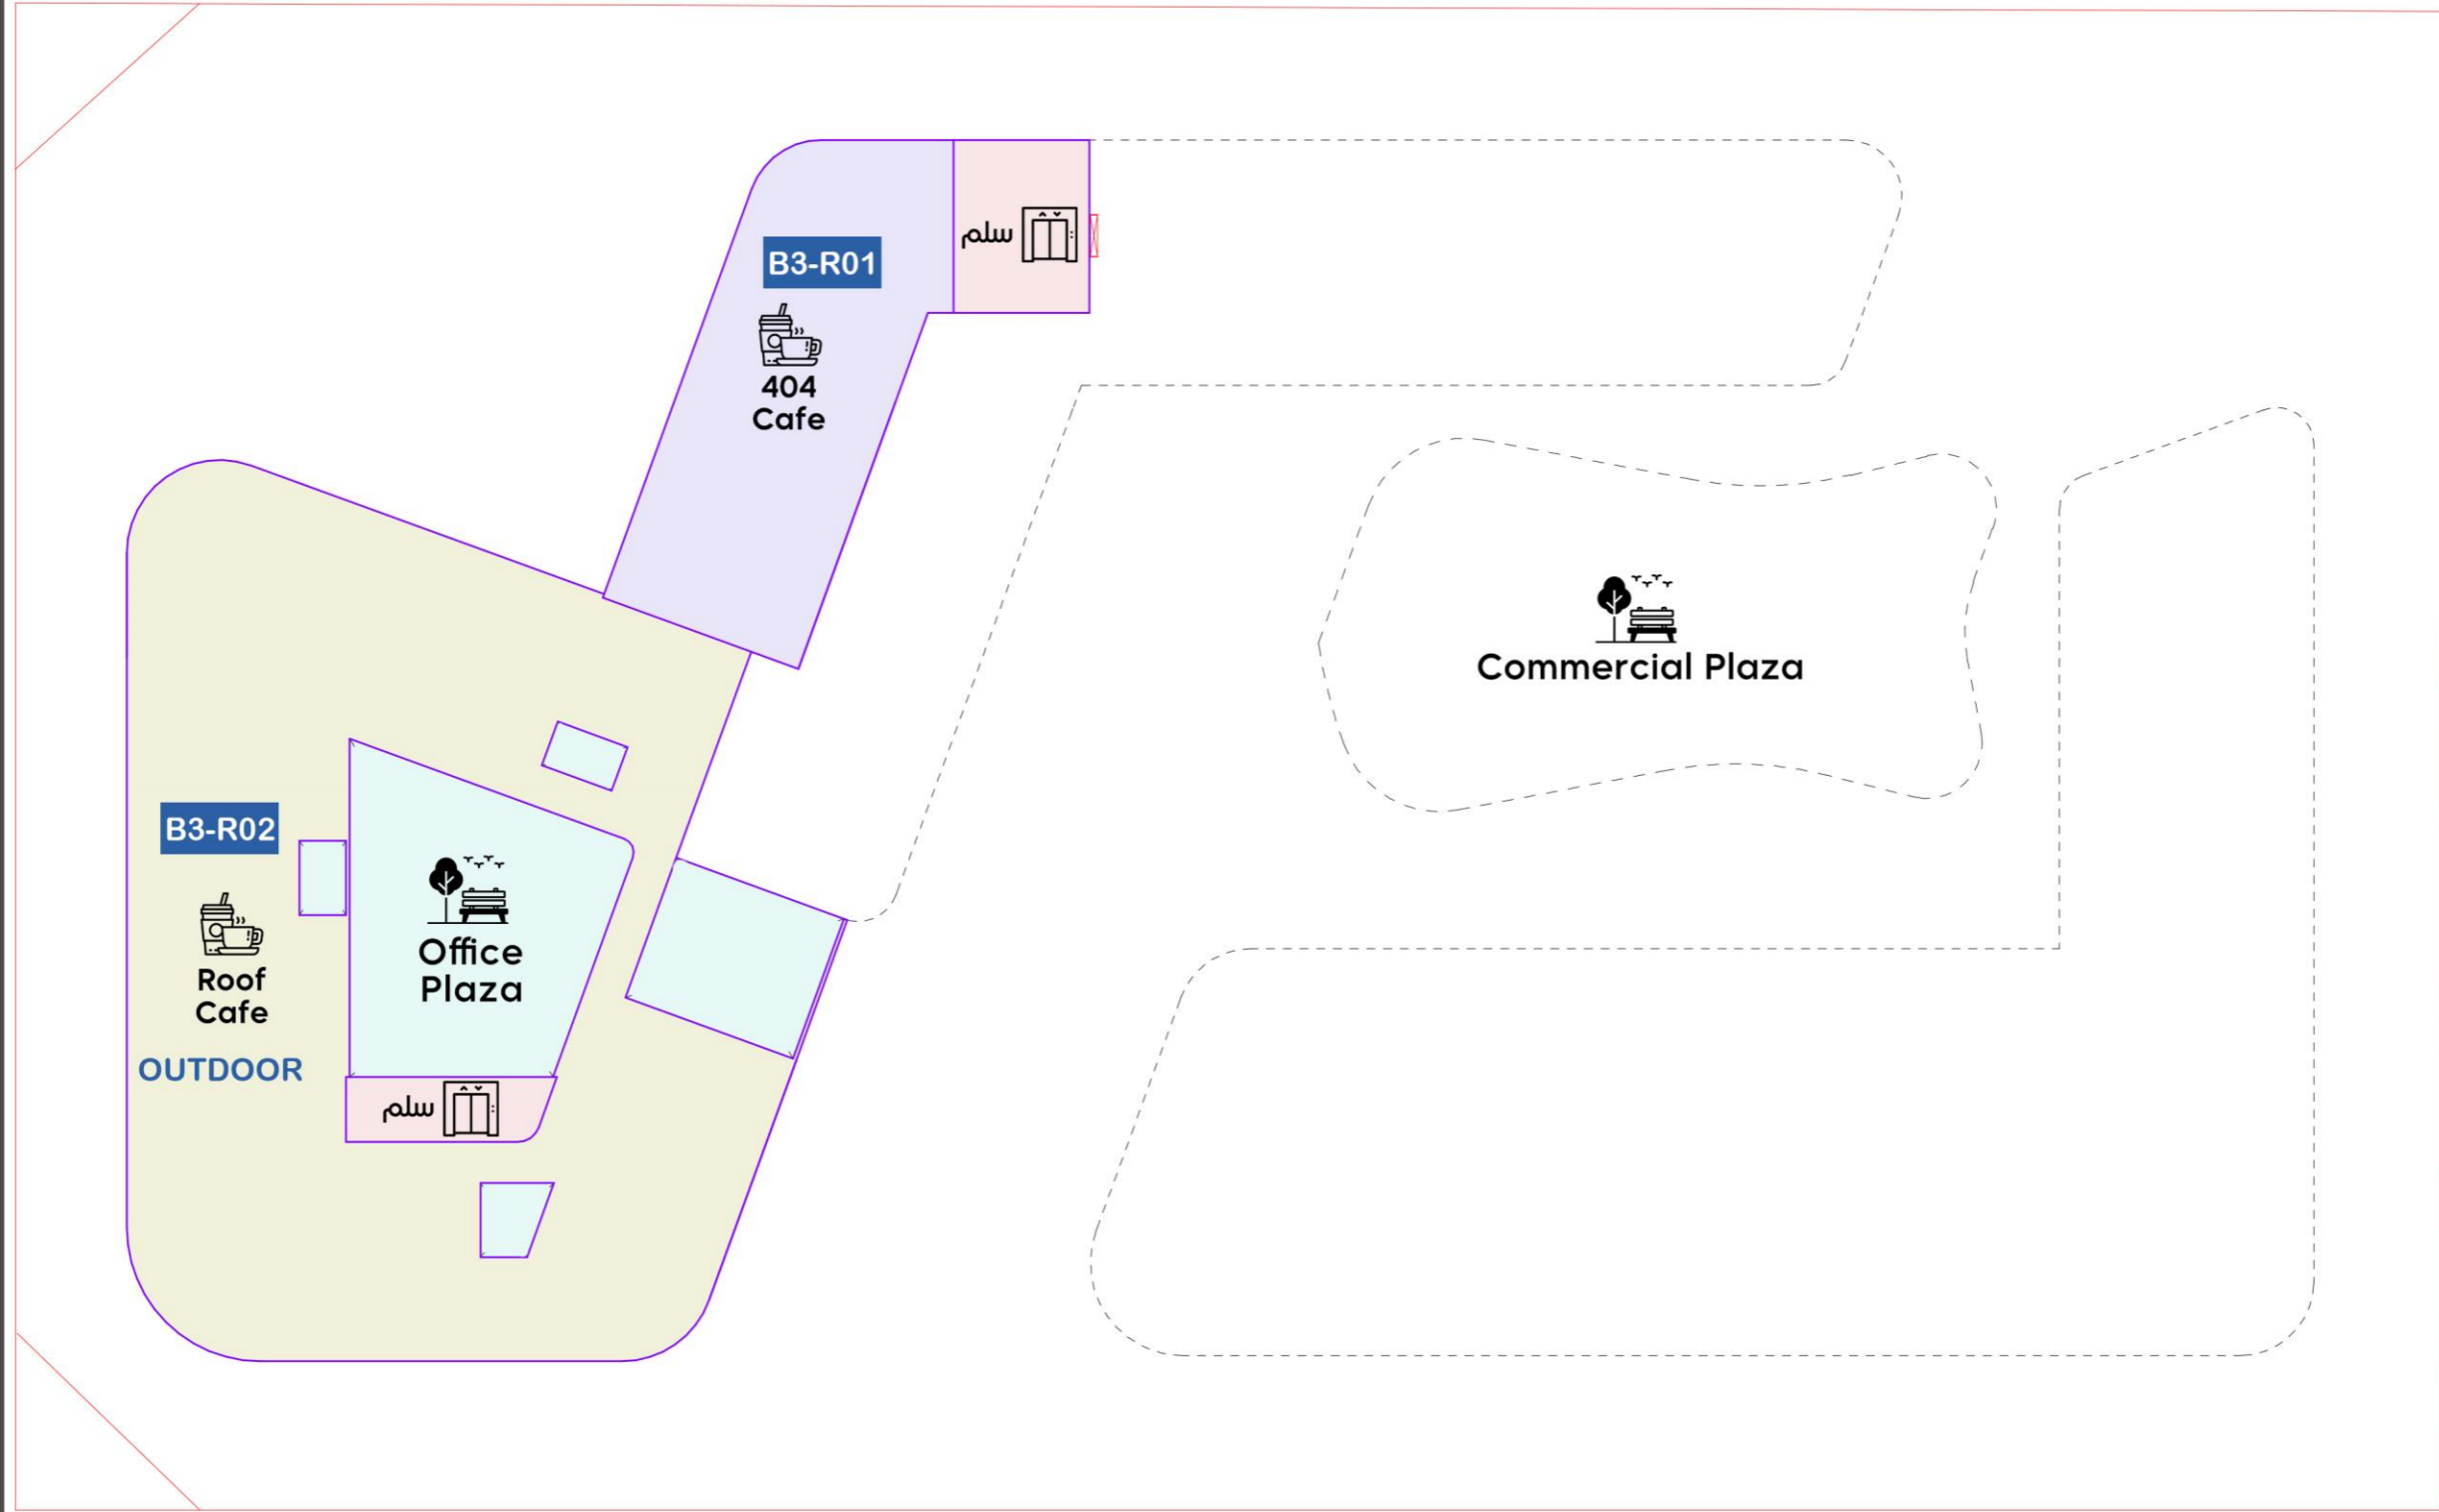 سلم
B3-R01
404
Cafe
Commercial Plaza
B3-R02
Roof
Cafe
OUTDOOR
Office
Plaza
سلم